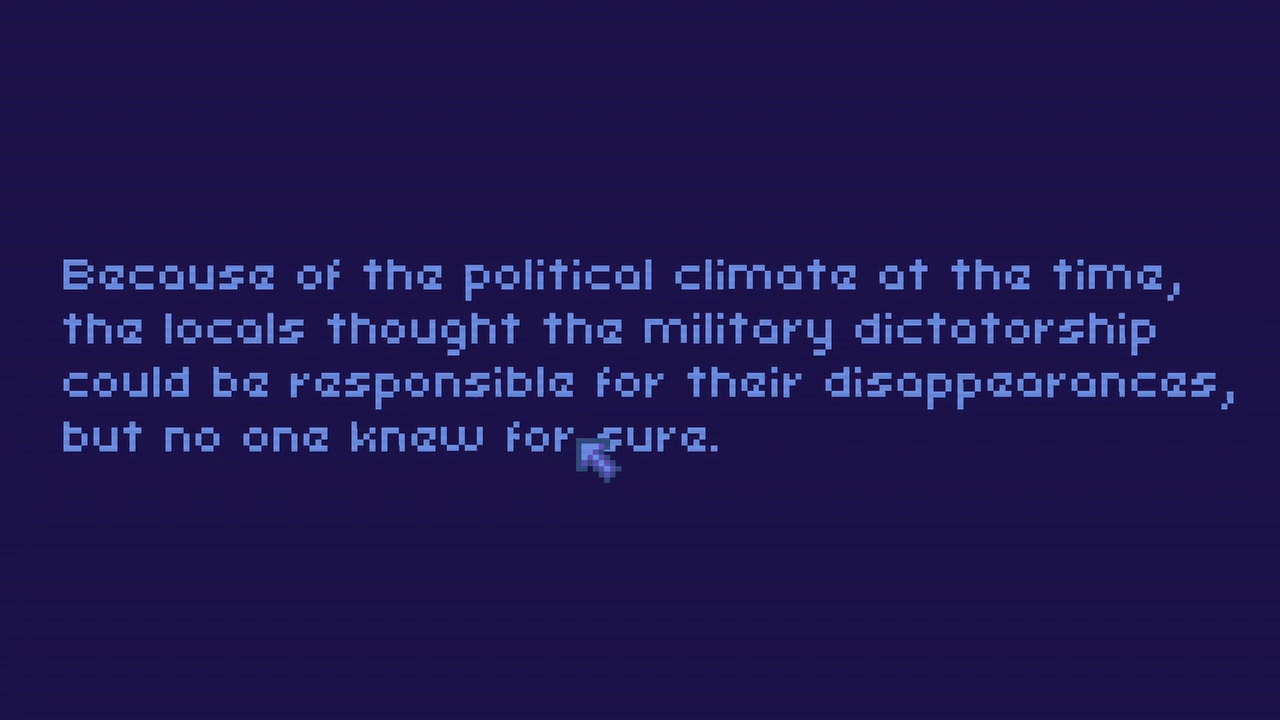 Because of the political climate at the time,
the locals thought the military dictatorship
could be responsible for their disappearances,
but no one knew for sure.